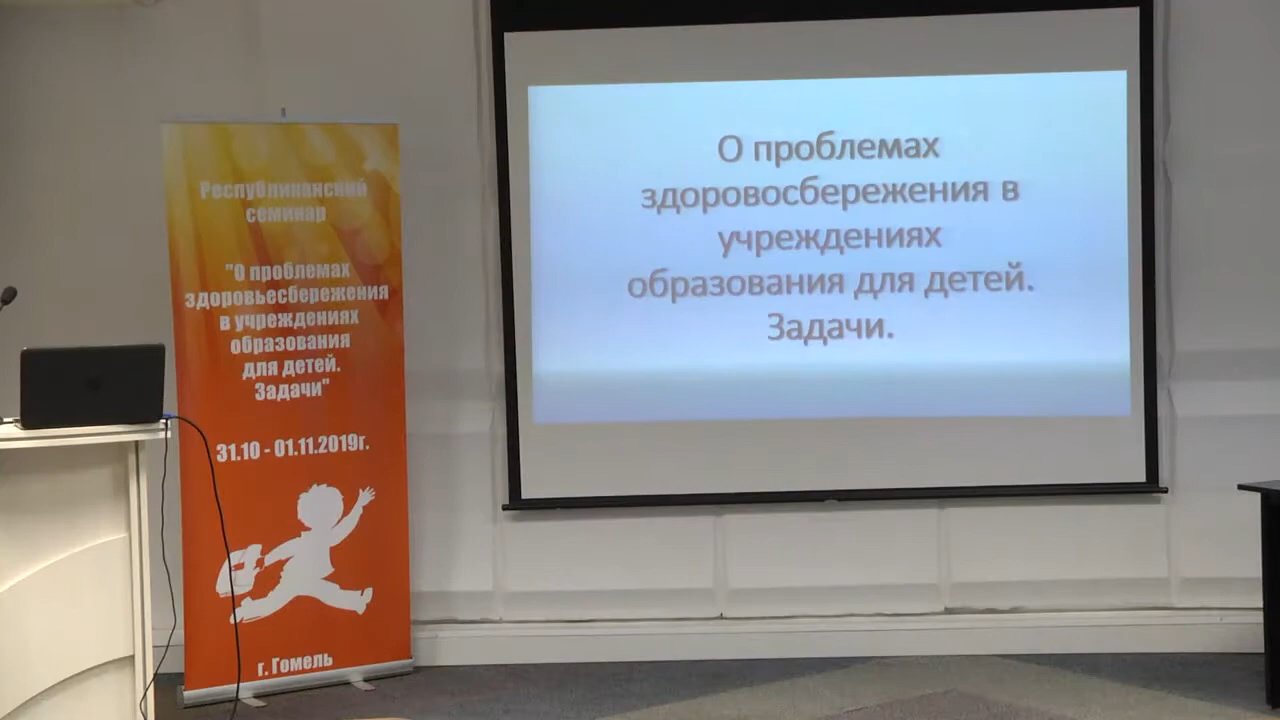 Республиканский
семинар
"О проблемах
здоровьесбережения
в учреждениях
образования
для детей.
Задачи"
31.10 - 01.11.2019г.
г. Гомель
О проблемах
здоровосбережения в
учреждениях
образования для детей.
Задачи.